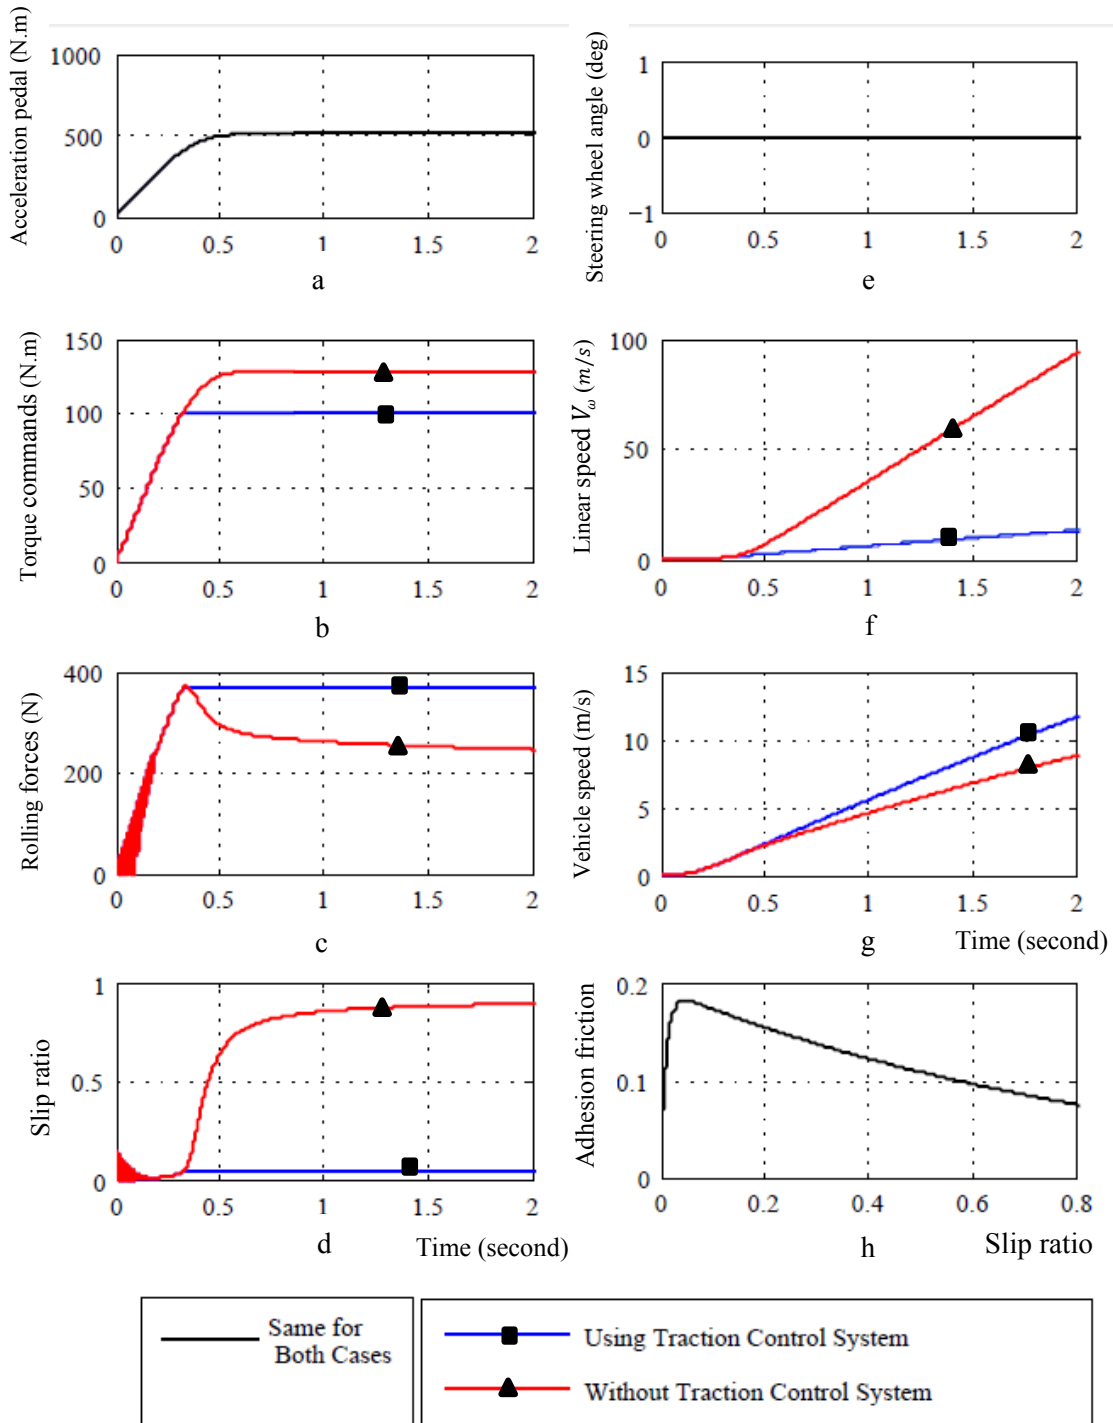 Acceleration pedal (N.m)
1000
500
0
0 0.5 1 1.5 2
a
Steering wheel angle (deg)
1
0
−1
0 0.5 1 1.5 2
e
Torque commands (N.m)
150
100
50
0
0 0.5 1 1.5 2
b
Linear speed Vω (m/s)
100
50
0
0 0.5 1 1.5 2
f
Rolling forces (N)
400
200
0
0 0.5 1 1.5 2
c
Vehicle speed (m/s)
15
10
5
0
0 0.5 1 1.5 2
g Time (second)
Slip ratio
1
0.5
0
0 0.5 1 1.5 2
d Time (second)
Adhesion friction
0.2
0.1
0
0 0.2 0.4 0.6 0.8
h Slip ratio
Same for
Both Cases
Using Traction Control System
Without Traction Control System